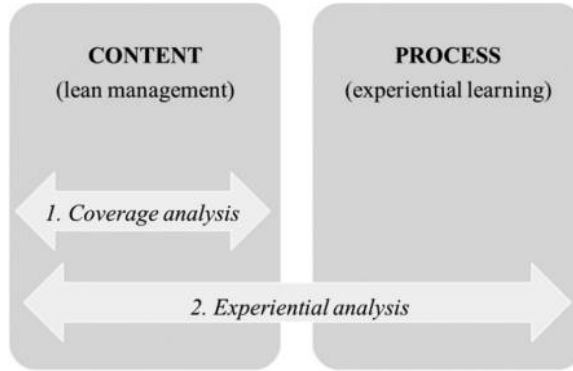 CONTENT
(lean management)
PROCESS
(experiential learning)
1. Coverage analysis
2. Experiential analysis